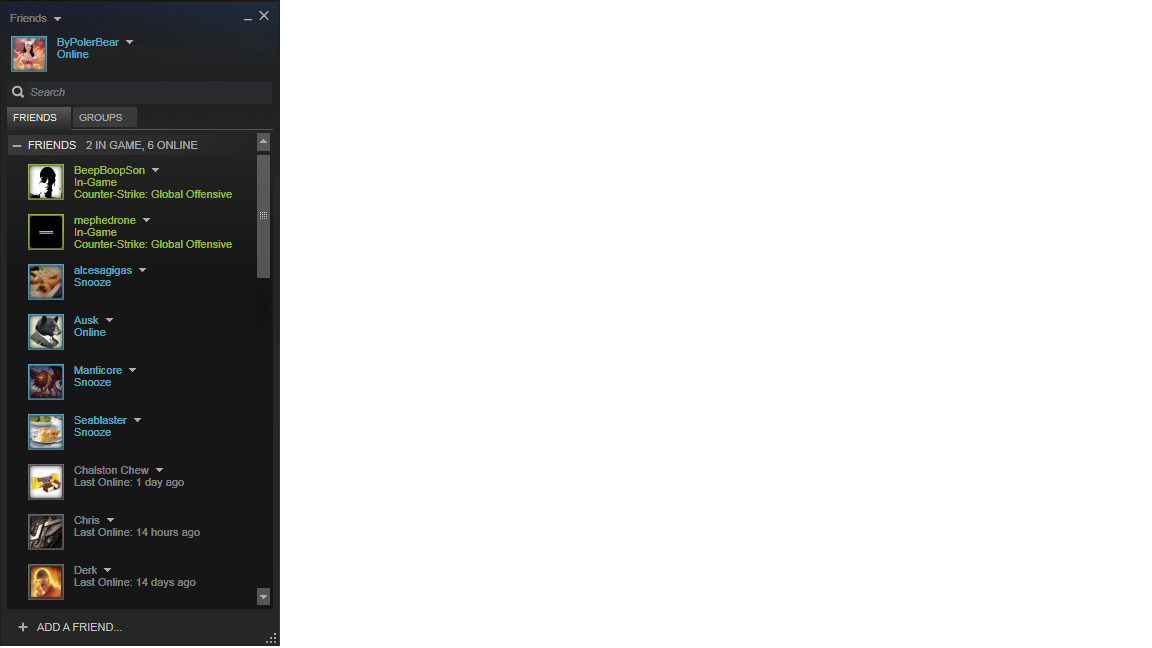 Friends
ByPolerBear
Online
Search
FRIENDS GROUPS
FRIENDS 2 IN GAME, 6 ONLINE
BeepBoopSon
In-Game
Counter-Strike: Global Offensive
mephedrone
In-Game
Counter-Strike: Global Offensive
alcesagigas
Snooze
Ausk
Online
Manticore
Snooze
Seablaster
Snooze
Chalston Chew
Last Online: 1 day ago
Chris
Last Online: 14 hours ago
Derk
Last Online: 14 days ago
+ ADD A FRIEND...